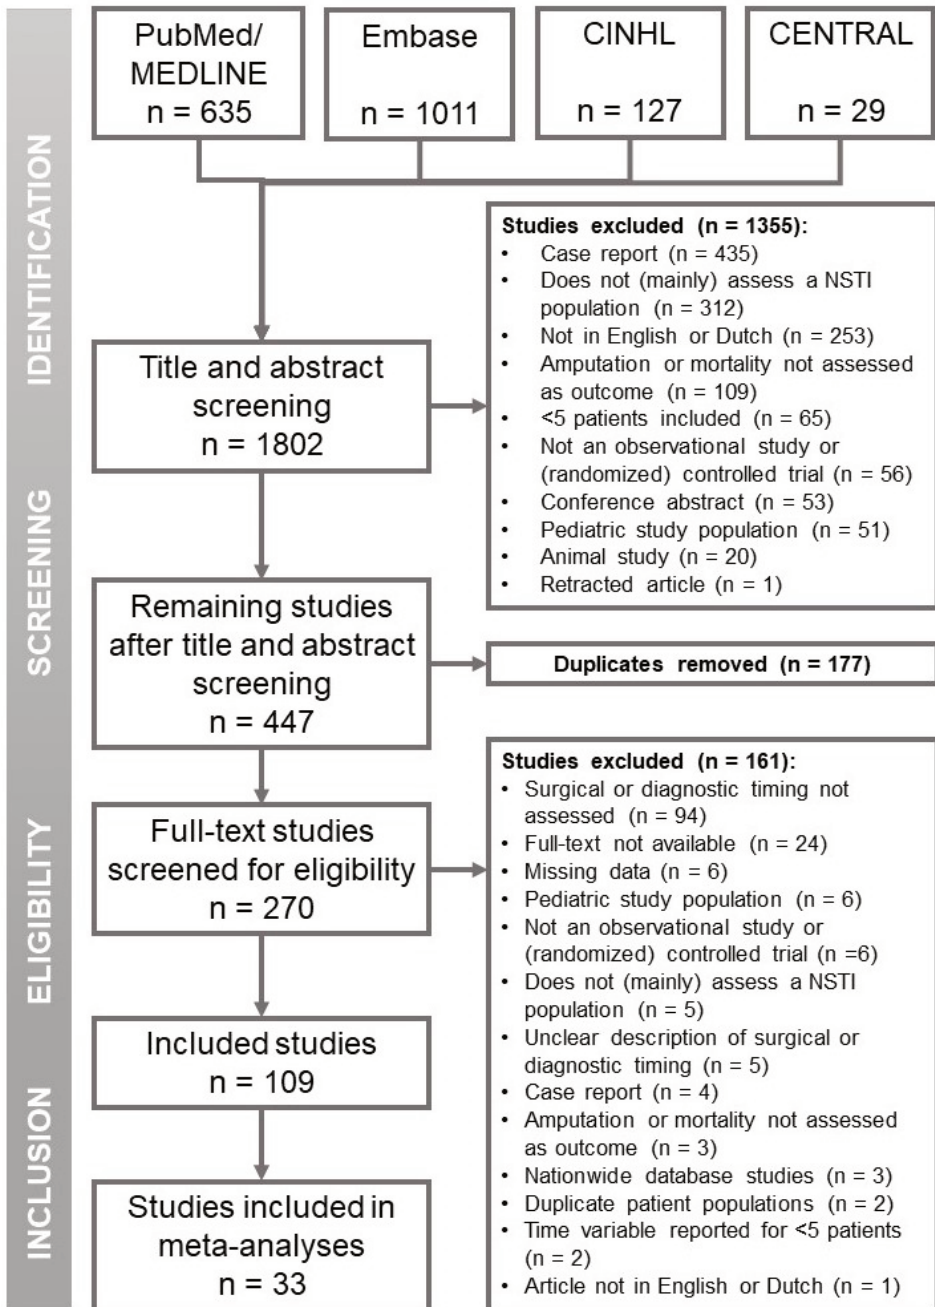 PubMed/
MEDLINE
n = 635
Embase
n = 1011
CINHL
n = 127
CENTRAL
n = 29
IDENTIFICATION
Studies excluded (n = 1355):
• Case report (n = 435)
• Does not (mainly) assess a NSTI
population (n = 312)
• Not in English or Dutch (n = 253)
• Amputation or mortality not assessed
as outcome (n = 109)
• <5 patients included (n = 65)
• Not an observational study or
(randomized) controlled trial (n = 56)
• Conference abstract (n = 53)
• Pediatric study population (n = 51)
• Animal study (n = 20)
• Retracted article (n = 1)
Title and abstract
screening
n = 1802
SCREENING
Remaining studies
after title and abstract
screening
n = 447
Duplicates removed (n = 177)
ELIGIBILITY
Full-text studies
screened for eligibility
n = 270
Studies excluded (n = 161):
• Surgical or diagnostic timing not
assessed (n = 94)
• Full-text not available (n = 24)
• Missing data (n = 6)
• Pediatric study population (n = 6)
• Not an observational study or
(randomized) controlled trial (n =6)
• Does not (mainly) assess a NSTI
population (n = 5)
• Unclear description of surgical or
diagnostic timing (n = 5)
• Case report (n = 4)
• Amputation or mortality not assessed
as outcome (n = 3)
• Nationwide database studies (n = 3)
• Duplicate patient populations (n = 2)
• Time variable reported for <5 patients
(n = 2)
• Article not in English or Dutch (n = 1)
Included studies
n = 109
INCLUSION
Studies included in
meta-analyses
n = 33